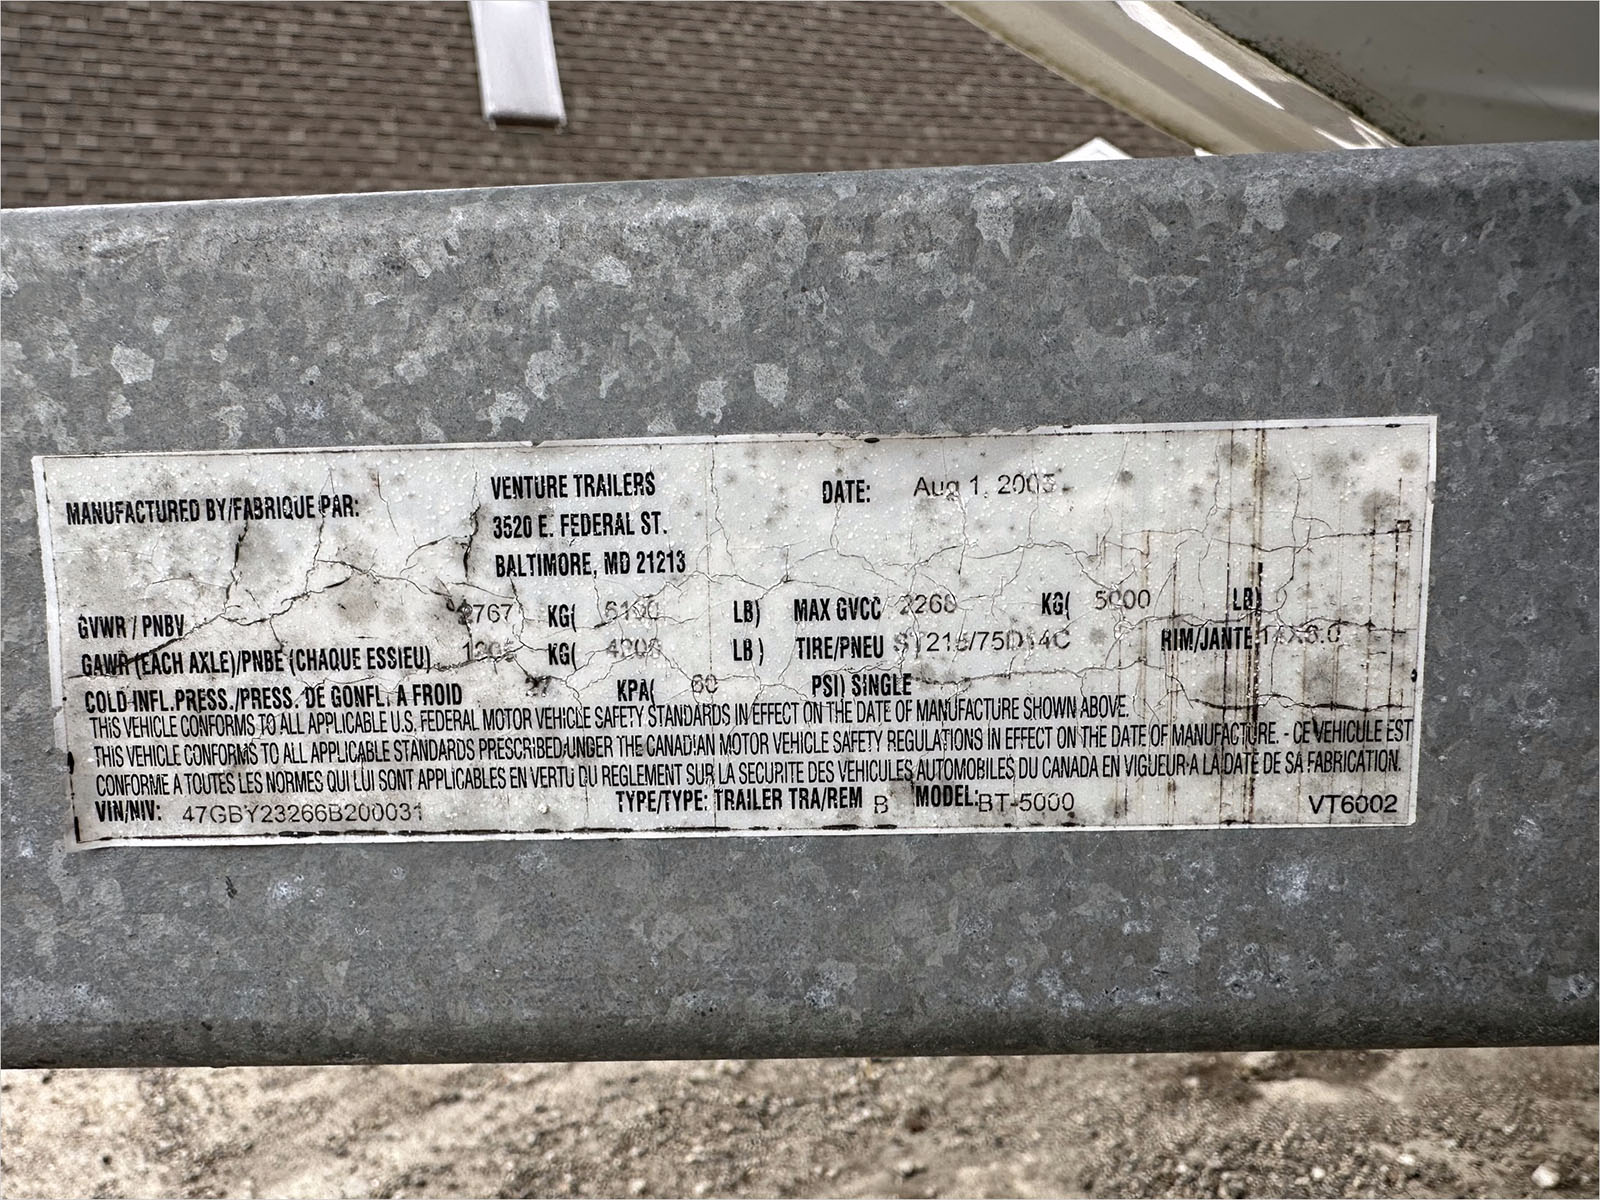 MANUFACTURED BY/FABRIQUE PAR: VENTURE TRAILERS DATE: Aug 1, 2005
3520 E. FEDERAL ST.
BALTIMORE, MD 21213
GVWR / PNBV 2767 KG( 6100 LB) MAX GVCC 2268 KG( 5000 LB)
GAWR (EACH AXLE)/PNBE (CHAQUE ESSIEU) KG( LB) TIRE/PNEU ST215/75D14C RIM/JANTE 14X6.0
COLD INFL.PRESS./PRESS. DE GONFL. A FROID KPA( 60 PSI) SINGLE
THIS VEHICLE CONFORMS TO ALL APPLICABLE U.S. FEDERAL MOTOR VEHICLE SAFETY STANDARDS IN EFFECT ON THE DATE OF MANUFACTURE SHOWN ABOVE.
THIS VEHICLE CONFORMS TO ALL APPLICABLE STANDARDS PRESCRIBED UNDER THE CANADIAN MOTOR VEHICLE SAFETY REGULATIONS IN EFFECT ON THE DATE OF MANUFACTURE. - CE VEHICULE EST
CONFORME A TOUTES LES NORMES QUI LUI SONT APPLICABLES EN VERTU DU REGLEMENT SUR LA SECURITE DES VEHICULES AUTOMOBILES DU CANADA EN VIGUEUR A LA DATE DE SA FABRICATION.
VIN/NIV: 47GBY23266B200031 TYPE/TYPE: TRAILER TRA/REM B MODEL: BT-5000 VT6002